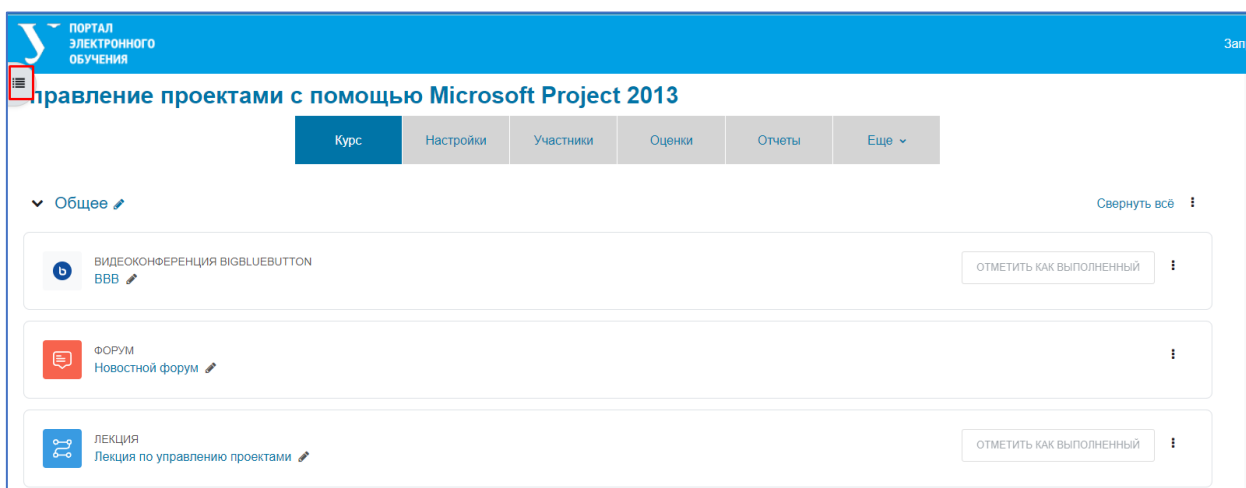 ПОРТАЛ
ЭЛЕКТРОННОГО
ОБУЧЕНИЯ
Зап
правление проектами с помощью Microsoft Project 2013
Курс Настройки Участники Оценки Отчеты Еще
Общее Свернуть всё
ВИДЕОКОНФЕРЕНЦИЯ BIGBLUEBUTTON
BBB
ОТМЕТИТЬ КАК ВЫПОЛНЕННЫЙ
ФОРУМ
Новостной форум
ЛЕКЦИЯ
Лекция по управлению проектами
ОТМЕТИТЬ КАК ВЫПОЛНЕННЫЙ